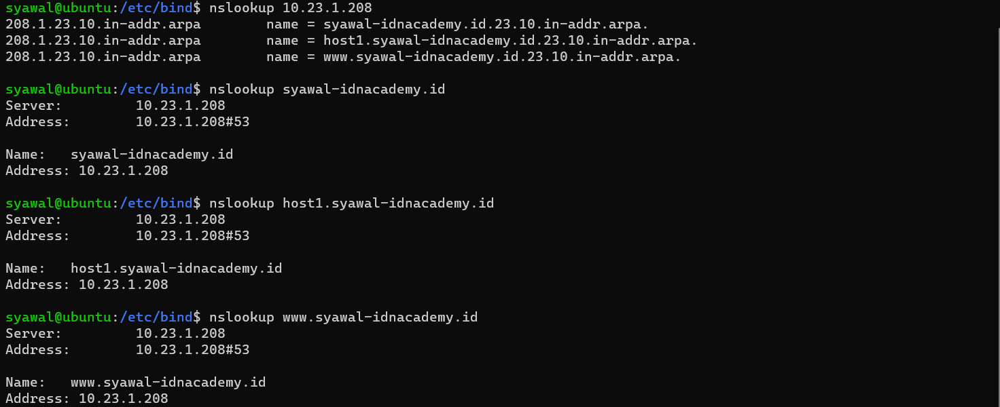 syawal@ubuntu:/etc/bind$ nslookup 10.23.1.208
208.1.23.10.in-addr.arpa        name = syawal-idnacademy.id.23.10.in-addr.arpa.
208.1.23.10.in-addr.arpa        name = host1.syawal-idnacademy.id.23.10.in-addr.arpa.
208.1.23.10.in-addr.arpa        name = www.syawal-idnacademy.id.23.10.in-addr.arpa.

syawal@ubuntu:/etc/bind$ nslookup syawal-idnacademy.id
Server:         10.23.1.208
Address:        10.23.1.208#53

Name:   syawal-idnacademy.id
Address: 10.23.1.208

syawal@ubuntu:/etc/bind$ nslookup host1.syawal-idnacademy.id
Server:         10.23.1.208
Address:        10.23.1.208#53

Name:   host1.syawal-idnacademy.id
Address: 10.23.1.208

syawal@ubuntu:/etc/bind$ nslookup www.syawal-idnacademy.id
Server:         10.23.1.208
Address:        10.23.1.208#53

Name:   www.syawal-idnacademy.id
Address: 10.23.1.208